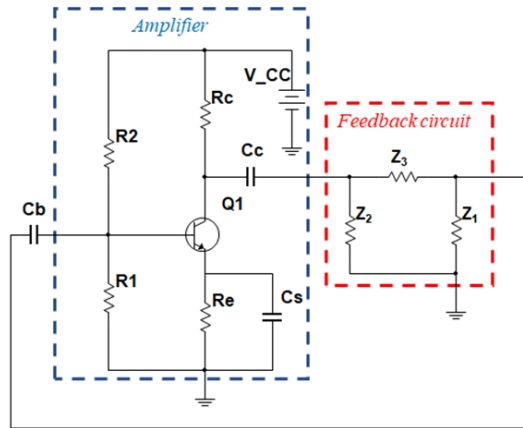 Amplifier
V_CC
Rc
R2
Feedback circuit
Cc
Z3
Cb
Q1
Z2
Z1
R1
Re
Cs